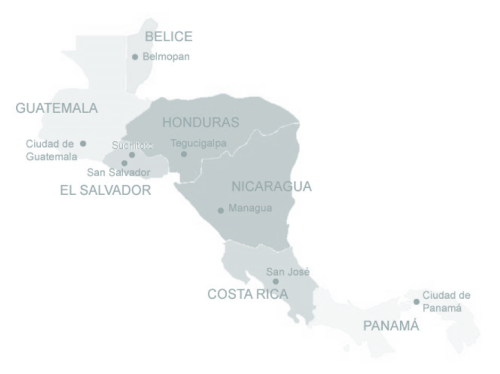 BELICE
Belmopan
GUATEMALA
HONDURAS
Ciudad de
Guatemala
Tegucigalpa
San Salvador
EL SALVADOR
NICARAGUA
Managua
San José
COSTA RICA
Ciudad de
Panamá
PANAMÁ